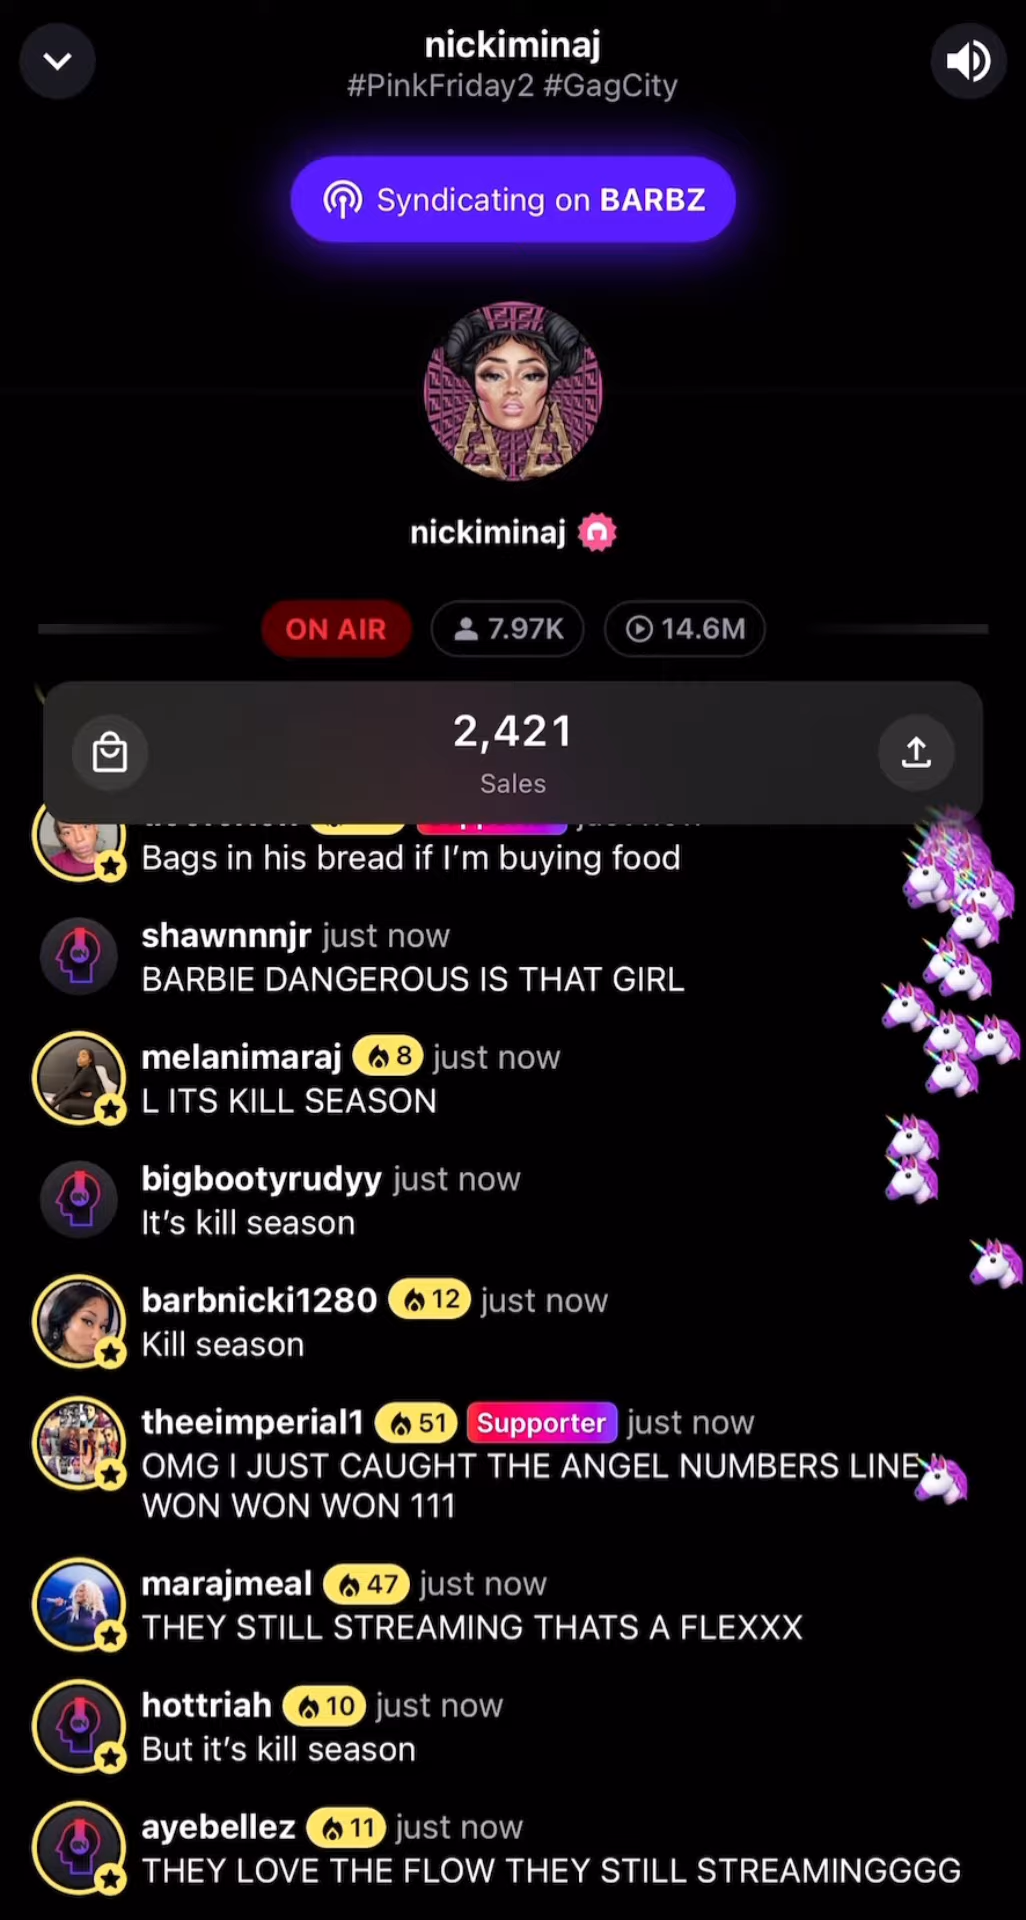 nickiminaj
#PinkFriday2 #GagCity
Syndicating on BARBZ
nickiminaj
ON AIR 7.97K 14.6M
2,421
Sales
Bags in his bread if I'm buying food
shawnnnjr just now
BARBIE DANGEROUS IS THAT GIRL
melanimaraj 8 just now
L ITS KILL SEASON
bigbootyrudyy just now
It's kill season
barbnicki1280 12 just now
Kill season
theeimperial1 51 Supporter just now
OMG I JUST CAUGHT THE ANGEL NUMBERS LINE
WON WON WON 111
marajmeal 47 just now
THEY STILL STREAMING THATS A FLEXXX
hottriah 10 just now
But it's kill season
ayebellez 11 just now
THEY LOVE THE FLOW THEY STILL STREAMINGGGG